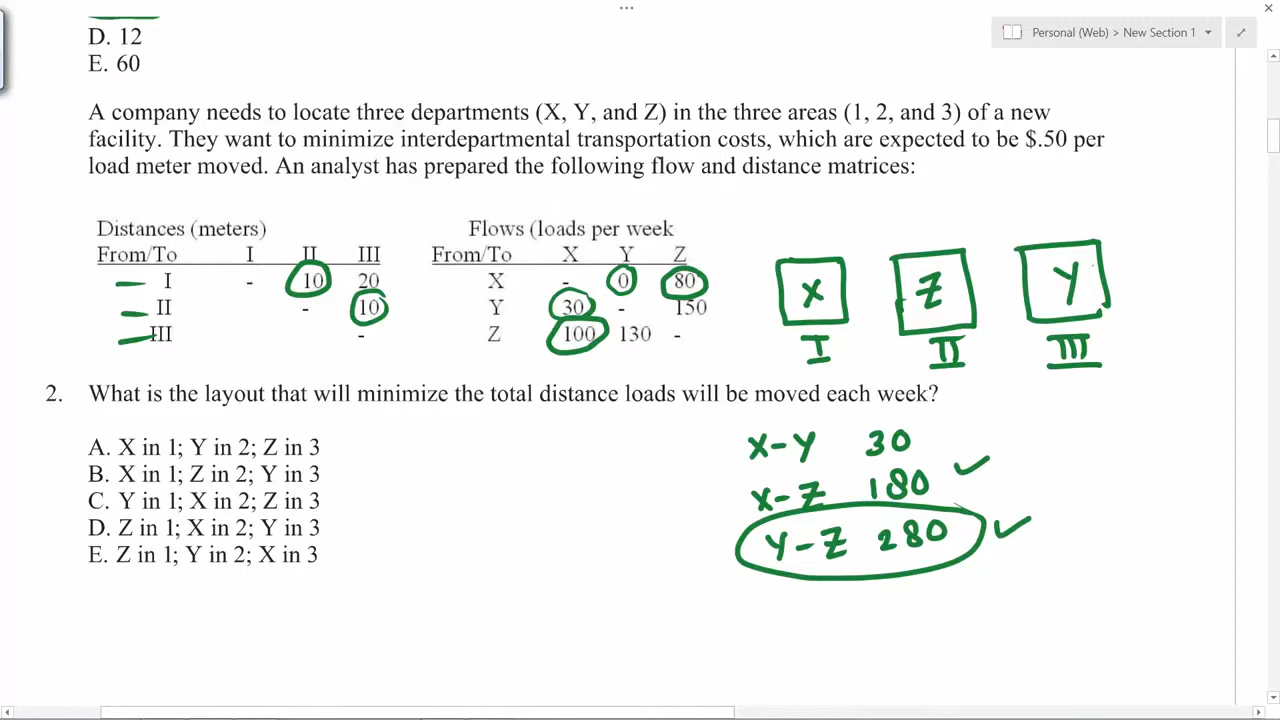 D. 12
E. 60
Personal (Web) > New Section 1
A company needs to locate three departments (X, Y, and Z) in the three areas (1, 2, and 3) of a new
facility. They want to minimize interdepartmental transportation costs, which are expected to be $.50 per
load meter moved. An analyst has prepared the following flow and distance matrices:
Distances (meters) Flows (loads per week
From/To I II III From/To X Y Z
I - 10 20 X - 0 80
II - 10 Y 30 - 150
III - Z 100 130 -
X Z Y
I II III
2. What is the layout that will minimize the total distance loads will be moved each week?
A. X in 1; Y in 2; Z in 3
B. X in 1; Z in 2; Y in 3
C. Y in 1; X in 2; Z in 3
D. Z in 1; X in 2; Y in 3
E. Z in 1; Y in 2; X in 3
X-Y 30
X-Z 180
Y-Z 280